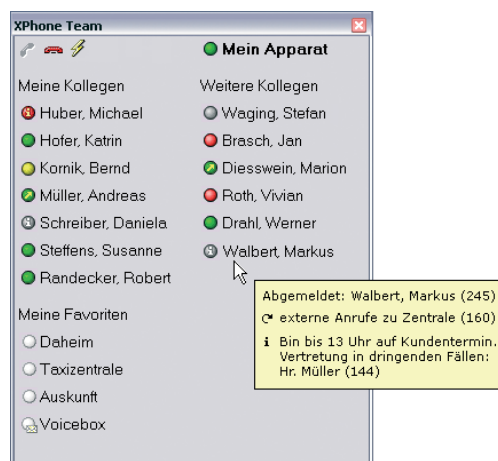 XPhone Team
Mein Apparat
Meine Kollegen
Huber, Michael
Hofer, Katrin
Kornik, Bernd
Müller, Andreas
Schreiber, Daniela
Steffens, Susanne
Randecker, Robert
Weitere Kollegen
Waging, Stefan
Brasch, Jan
Diesswein, Marion
Roth, Vivian
Drahl, Werner
Walbert, Markus
Abgemeldet: Walbert, Markus (245)
externe Anrufe zu Zentrale (160)
i Bin bis 13 Uhr auf Kundentermin.
Vertretung in dringenden Fällen:
Hr. Müller (144)
Meine Favoriten
Daheim
Taxizentrale
Auskunft
Voicebox